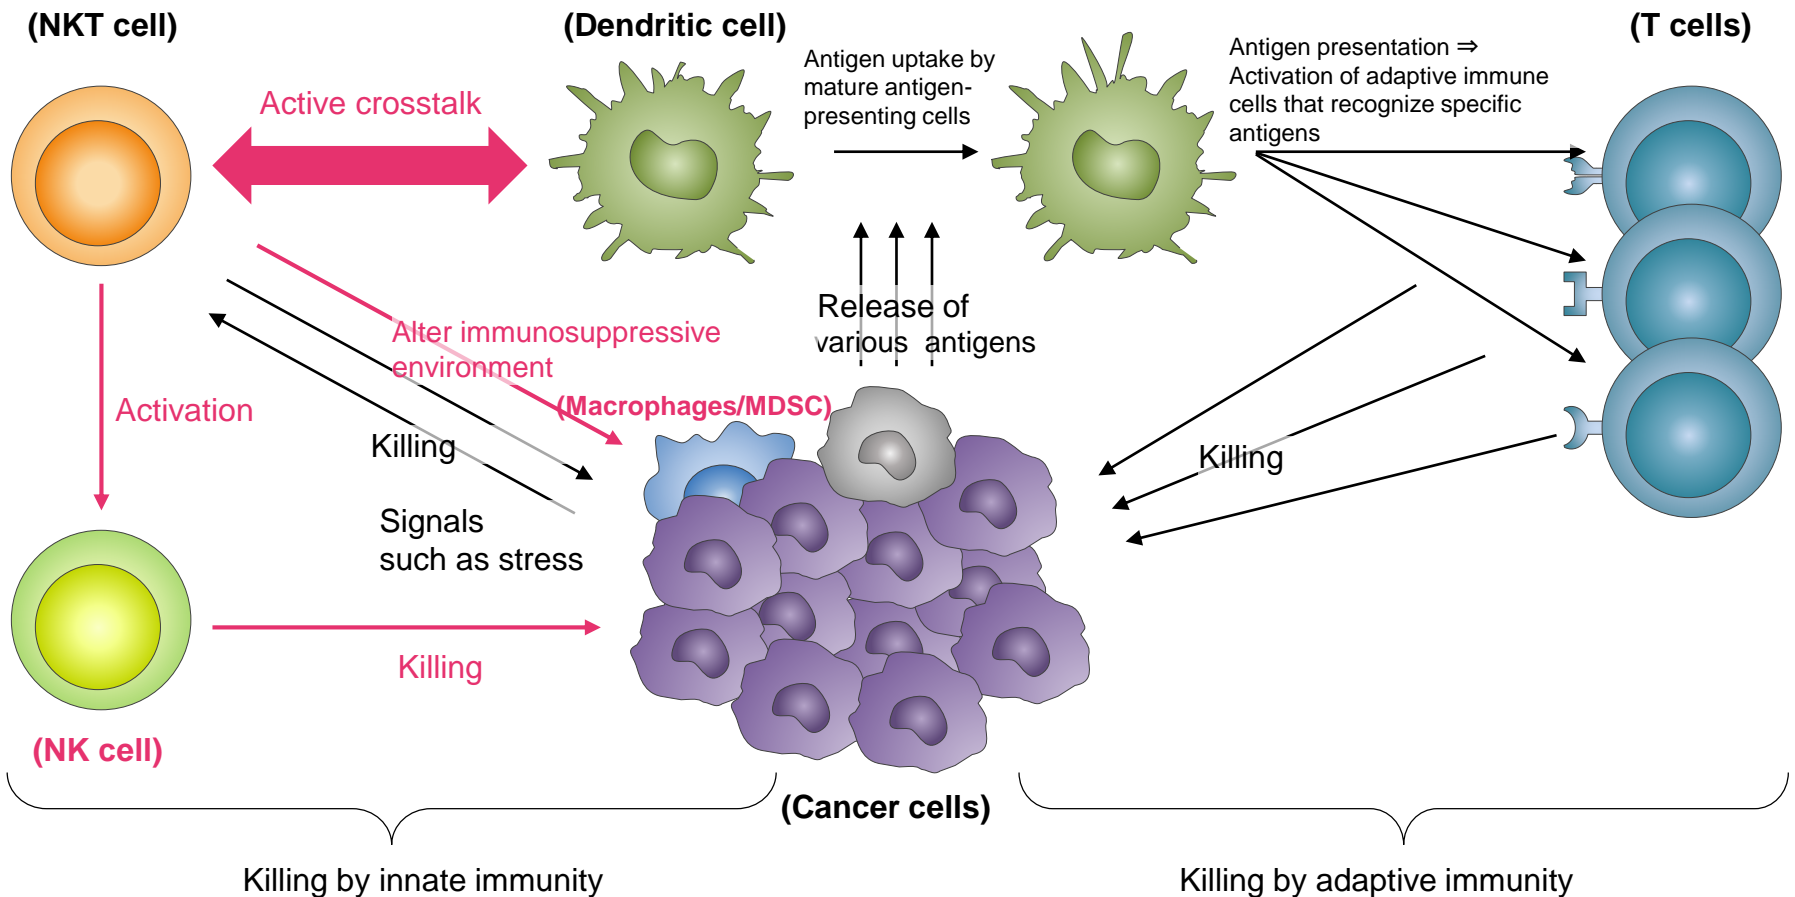 (NKT cell)
(Dendritic cell)
(T cells)
Active crosstalk
Antigen uptake by
mature antigen-
presenting cells
Antigen presentation ⇒
Activation of adaptive immune
cells that recognize specific
antigens
Release of
various antigens
Alter immunosuppressive
environment
(Macrophages/MDSC)
Activation
Killing
Killing
Signals
such as stress
Killing
(NK cell)
(Cancer cells)
Killing by innate immunity
Killing by adaptive immunity